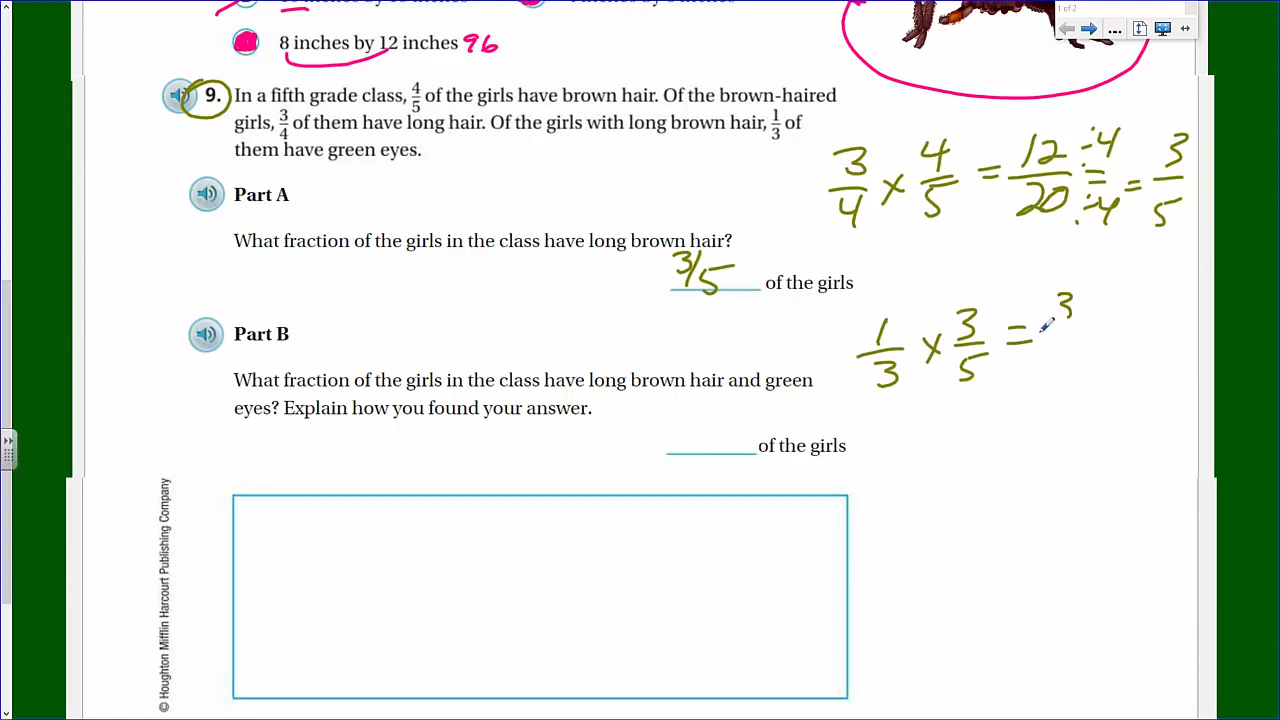 8 inches by 12 inches 96
1 of 2
9. In a fifth grade class, 4/5 of the girls have brown hair. Of the brown-haired
girls, 3/4 of them have long hair. Of the girls with long brown hair, 1/3 of
them have green eyes.
3/4 × 4/5 = 12/20 ÷4/÷4 = = 3/5
Part A
What fraction of the girls in the class have long brown hair?
3/5 of the girls
1/3 × 3/5 = 3
Part B
What fraction of the girls in the class have long brown hair and green
eyes? Explain how you found your answer.
of the girls
© Houghton Mifflin Harcourt Publishing Company